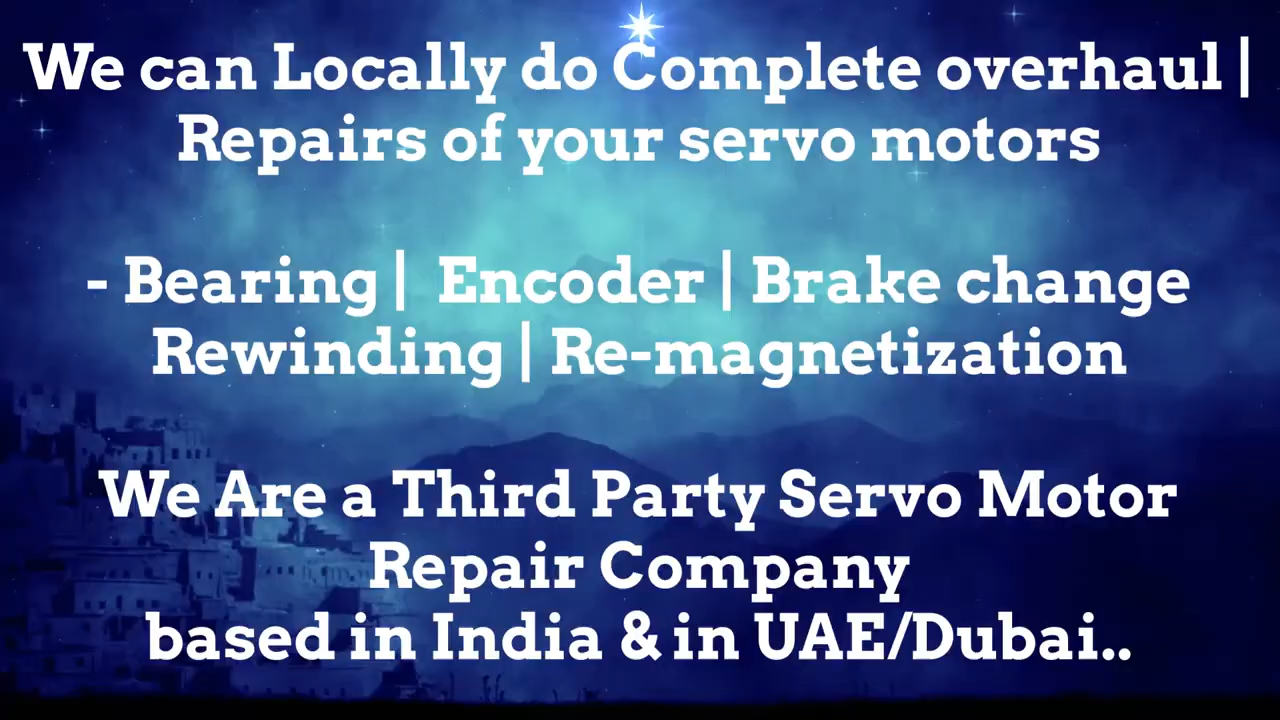 We can Locally do Complete overhaul |
Repairs of your servo motors
- Bearing | Encoder | Brake change
Rewinding | Re-magnetization
We Are a Third Party Servo Motor
Repair Company
based in India & in UAE/Dubai..